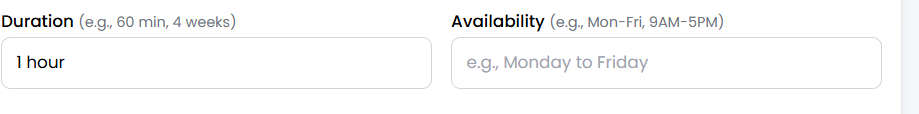 Duration (e.g., 60 min, 4 weeks) Availability (e.g., Mon-Fri, 9AM-5PM)
1 hour e.g., Monday to Friday